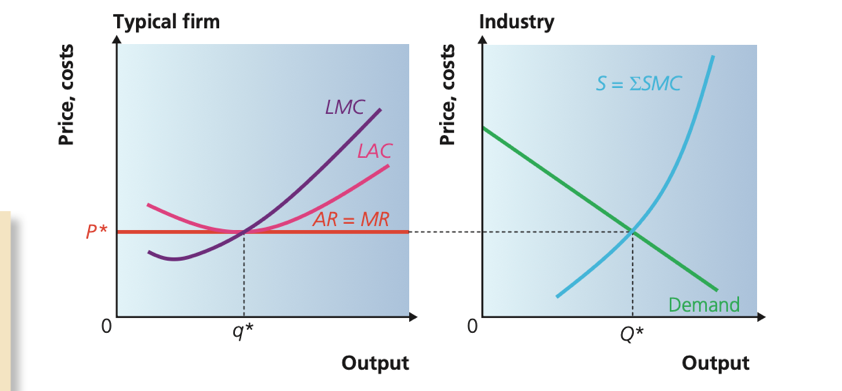 Typical firm
Price, costs
LMC
LAC
AR = MR
P*
0
q*
Output
Industry
Price, costs
S = ΣSMC
Demand
0
Q*
Output